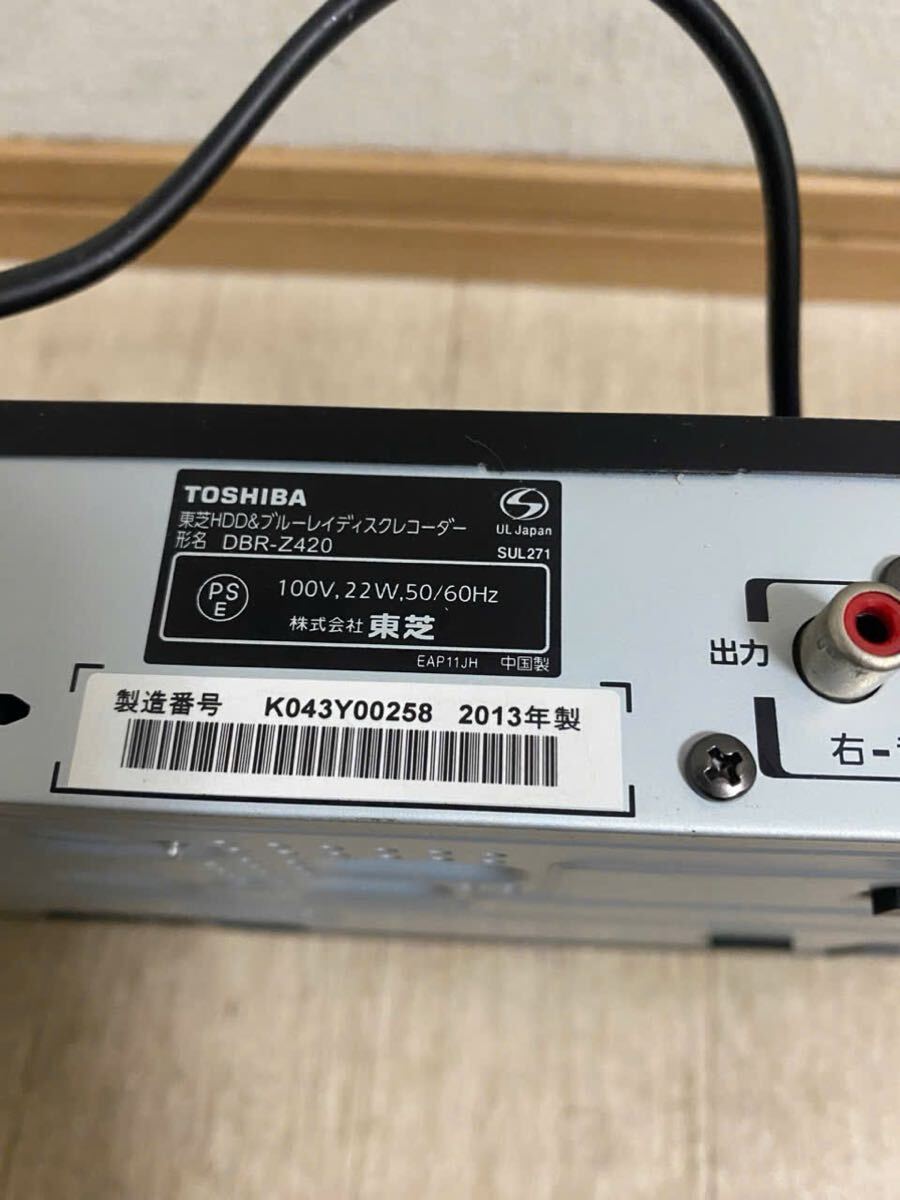 TOSHIBA
東芝HDD&ブルーレイディスクレコーダー
形名 DBR-Z420
UL Japan
SUL271
PS
E
100V,22W,50/60Hz
株式会社 東芝
EAP11JH 中国製
製造番号 K043Y00258 2013年製
出力
右-